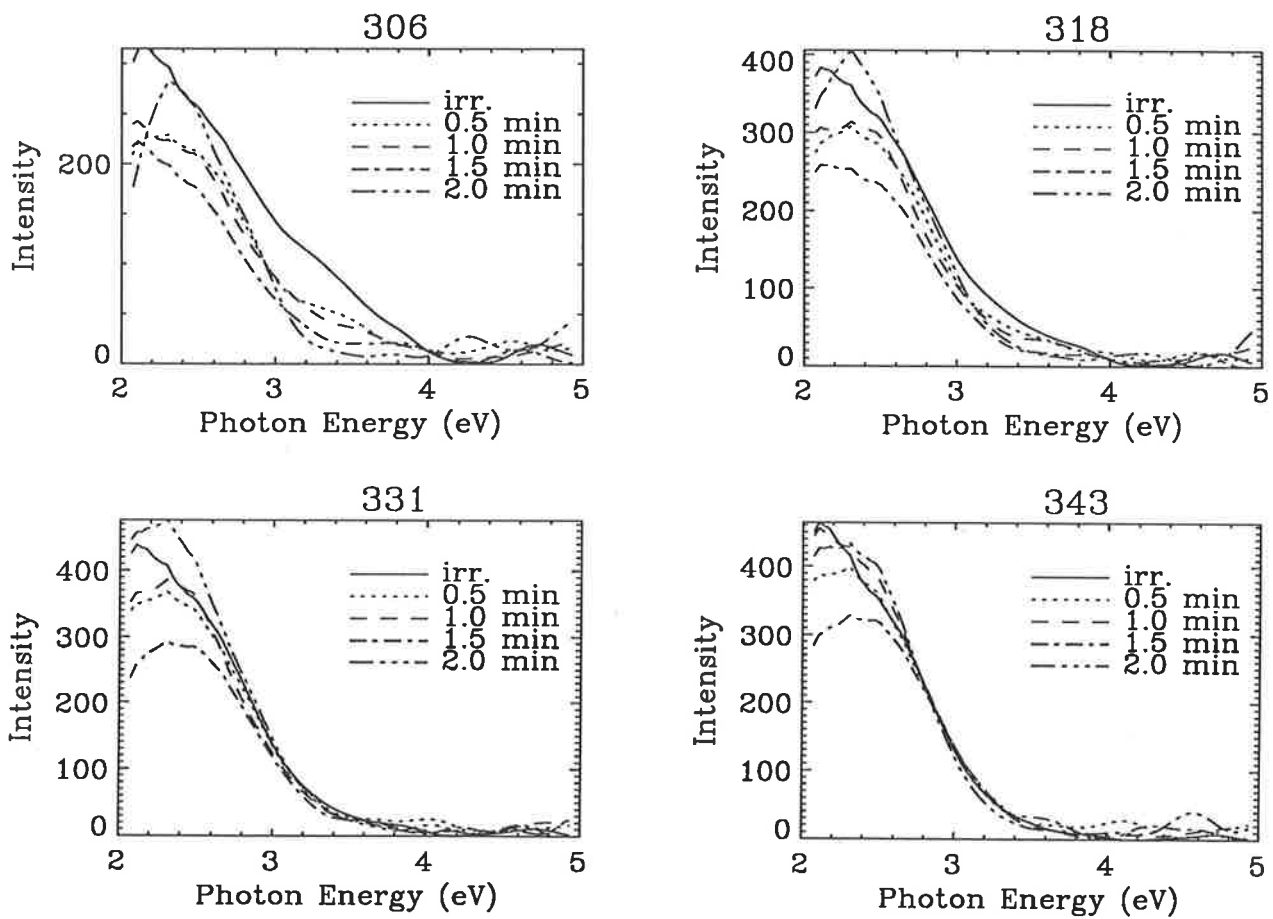 306
irr.
0.5 min
1.0 min
1.5 min
2.0 min
200
0
Intensity
2 3 4 5
Photon Energy (eV)
318
irr.
0.5 min
1.0 min
1.5 min
2.0 min
400
300
200
100
0
Intensity
2 3 4 5
Photon Energy (eV)
331
irr.
0.5 min
1.0 min
1.5 min
2.0 min
400
300
200
100
0
Intensity
2 3 4 5
Photon Energy (eV)
343
irr.
0.5 min
1.0 min
1.5 min
2.0 min
400
300
200
100
0
Intensity
2 3 4 5
Photon Energy (eV)